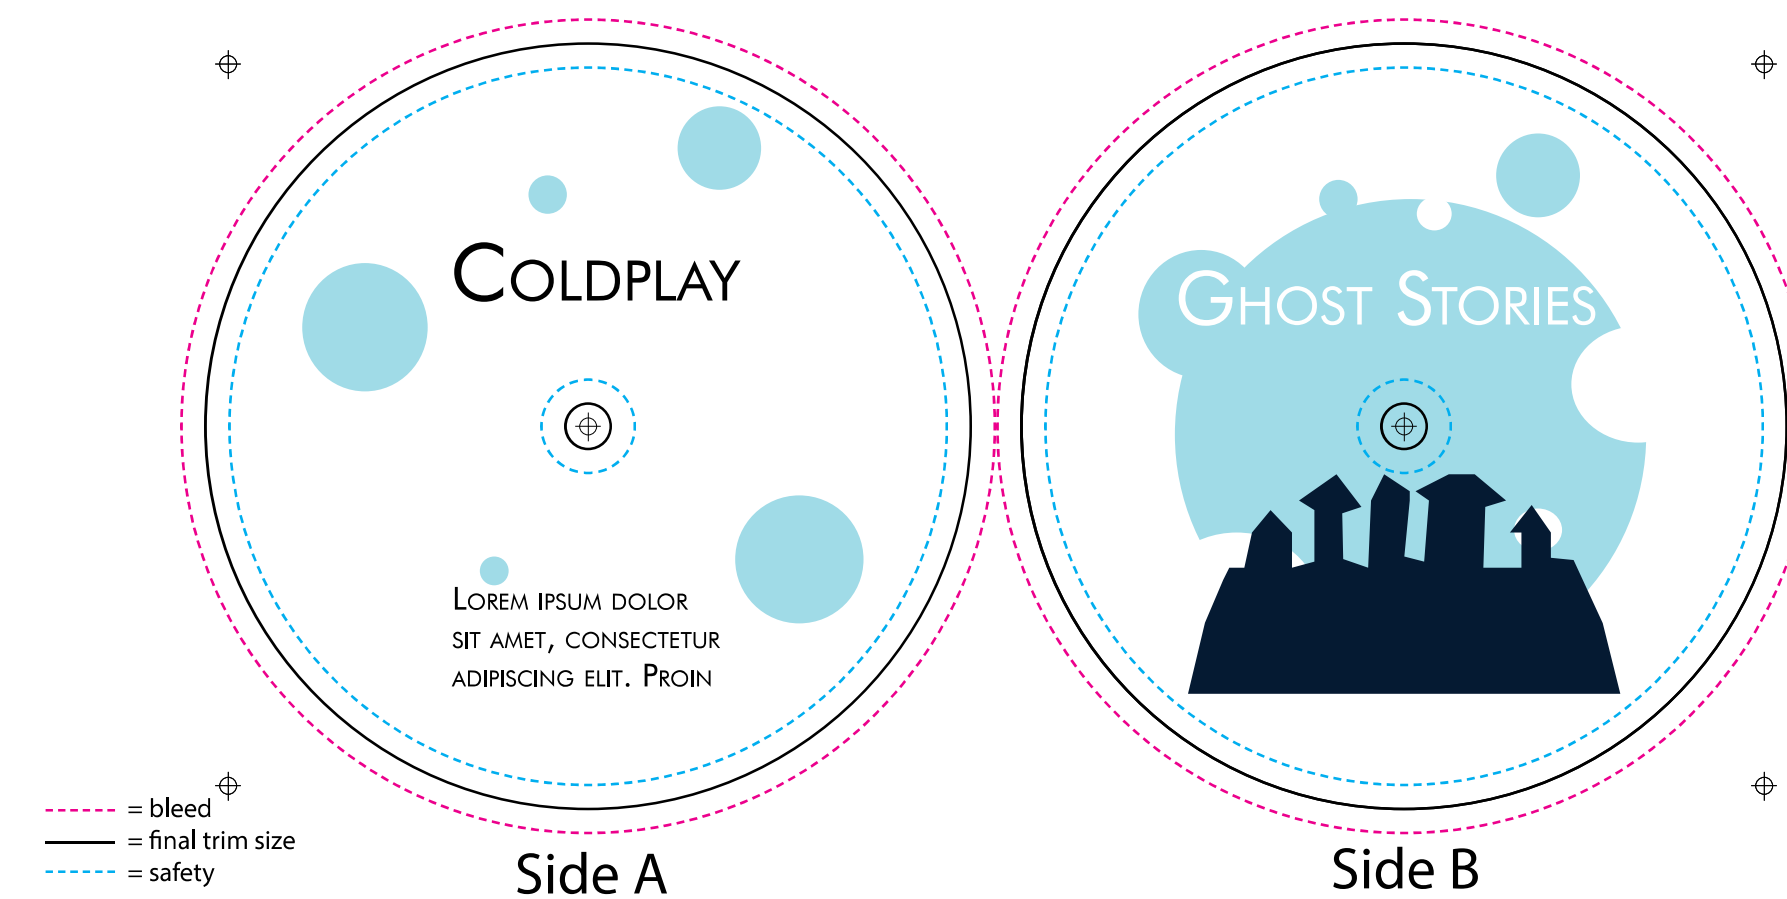 Coldplay
Lorem ipsum dolor
sit amet, consectetur
adipiscing elit. Proin
Ghost Stories
= bleed
= final trim size
= safety
Side A
Side B